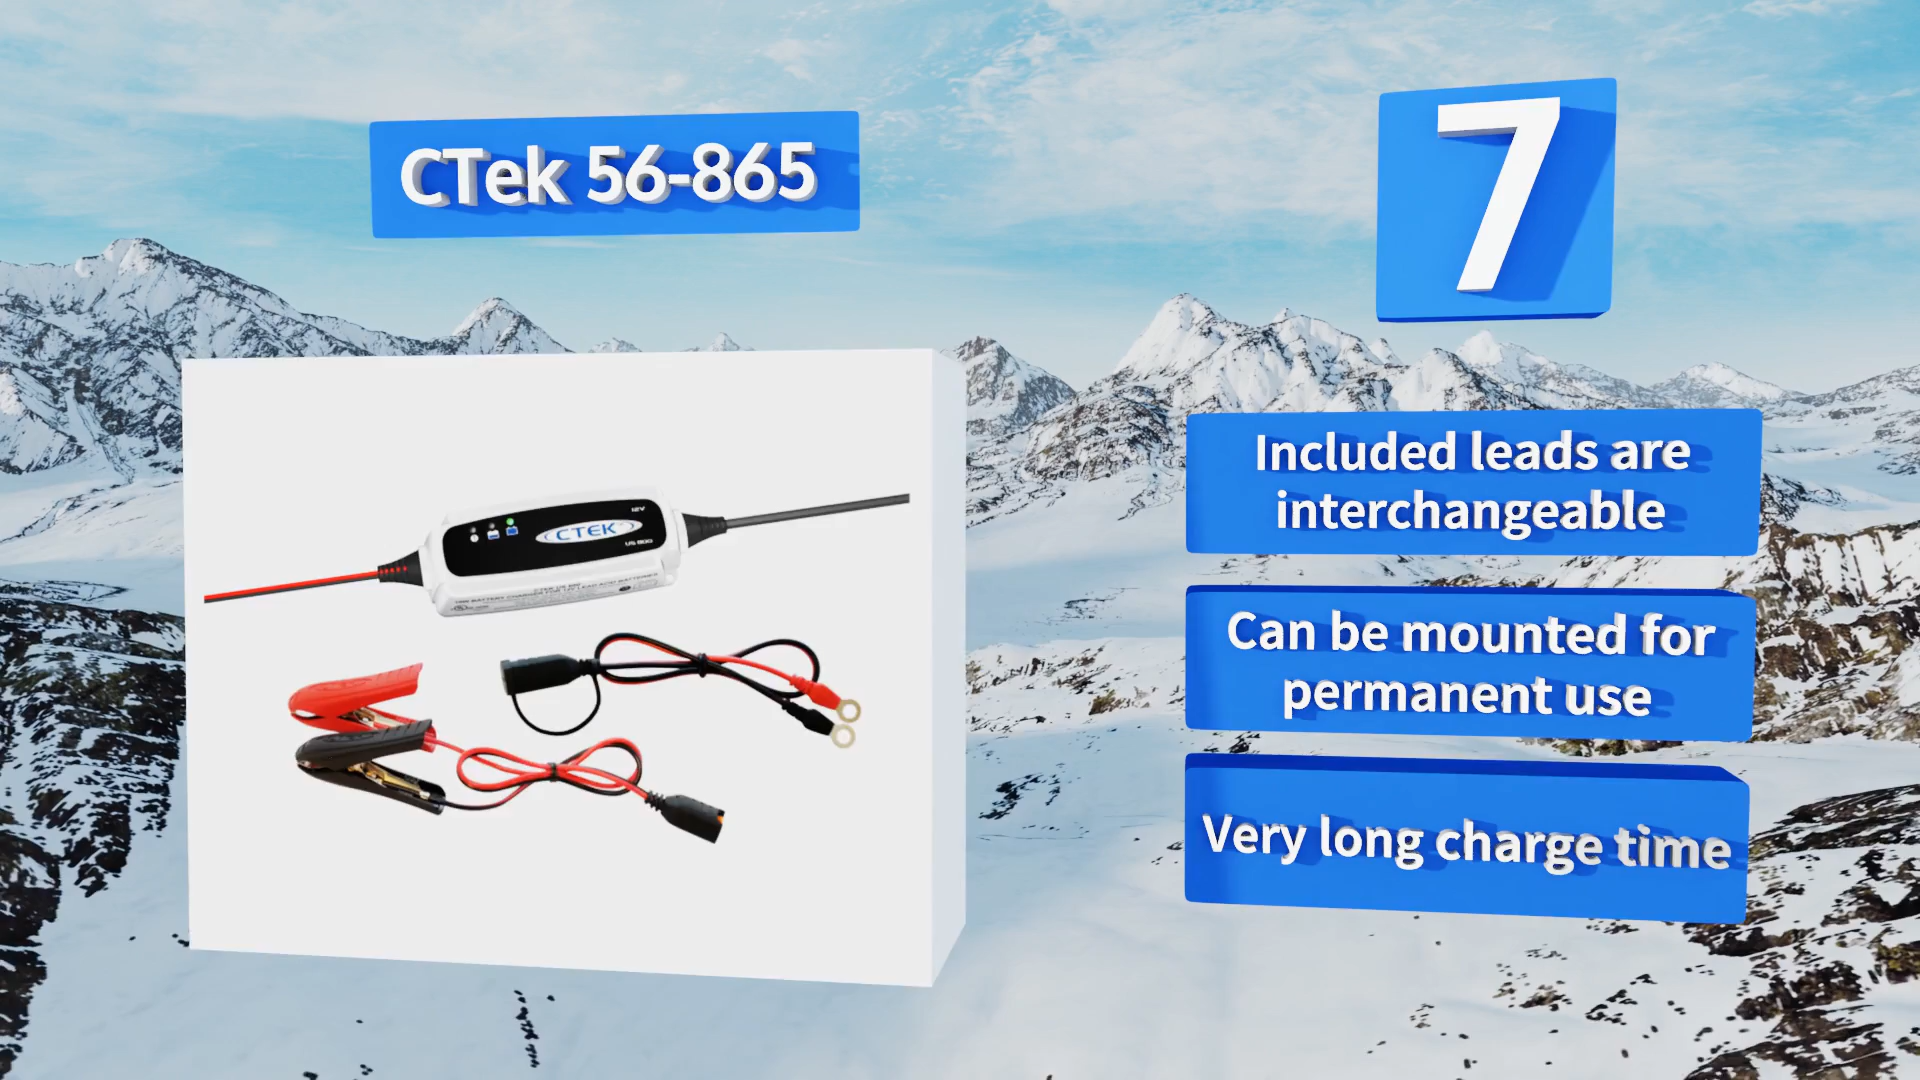 CTek 56-865
7
12V
CTEK
US 800
Included leads are
interchangeable
Can be mounted for
permanent use
Very long charge time